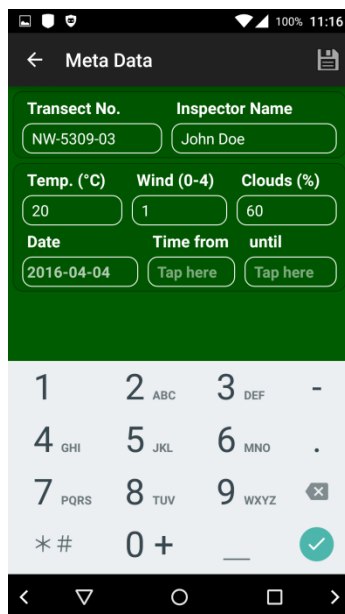 100% 11:16
Meta Data
Transect No. Inspector Name
NW-5309-03 John Doe
Temp. (°C) Wind (0-4) Clouds (%)
20 1 60
Date Time from until
2016-04-04 Tap here Tap here
1 2 ABC 3 DEF -
4 GHI 5 JKL 6 MNO .
7 PQRS 8 TUV 9 WXYZ
*# 0 + _